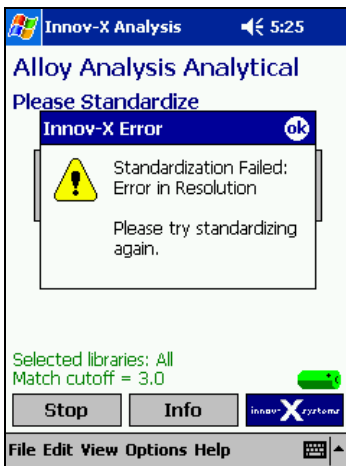 Innov-X Analysis 5:25
Alloy Analysis Analytical
Please Standardize
Innov-X Error ok
Standardization Failed:
Error in Resolution
Please try standardizing
again.
Selected libraries: All
Match cutoff = 3.0
Stop Info innov-X systems
File Edit View Options Help